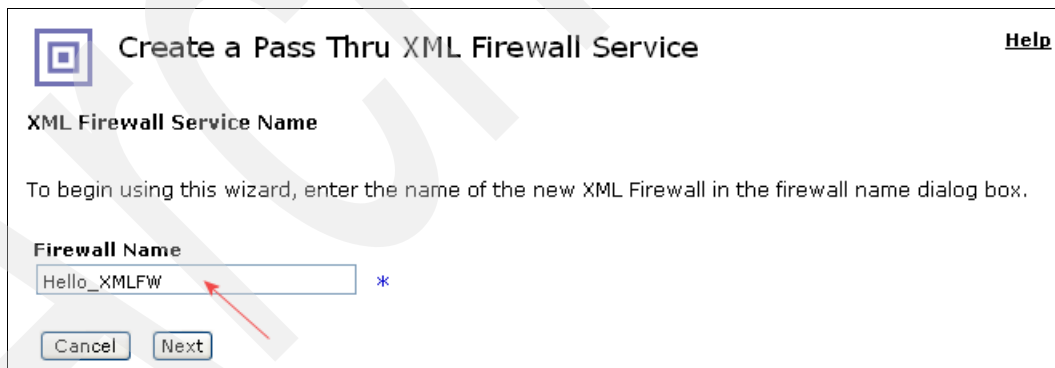 Create a Pass Thru XML Firewall Service
Help
XML Firewall Service Name
To begin using this wizard, enter the name of the new XML Firewall in the firewall name dialog box.
Firewall Name
Hello_XMLFW *
Cancel Next